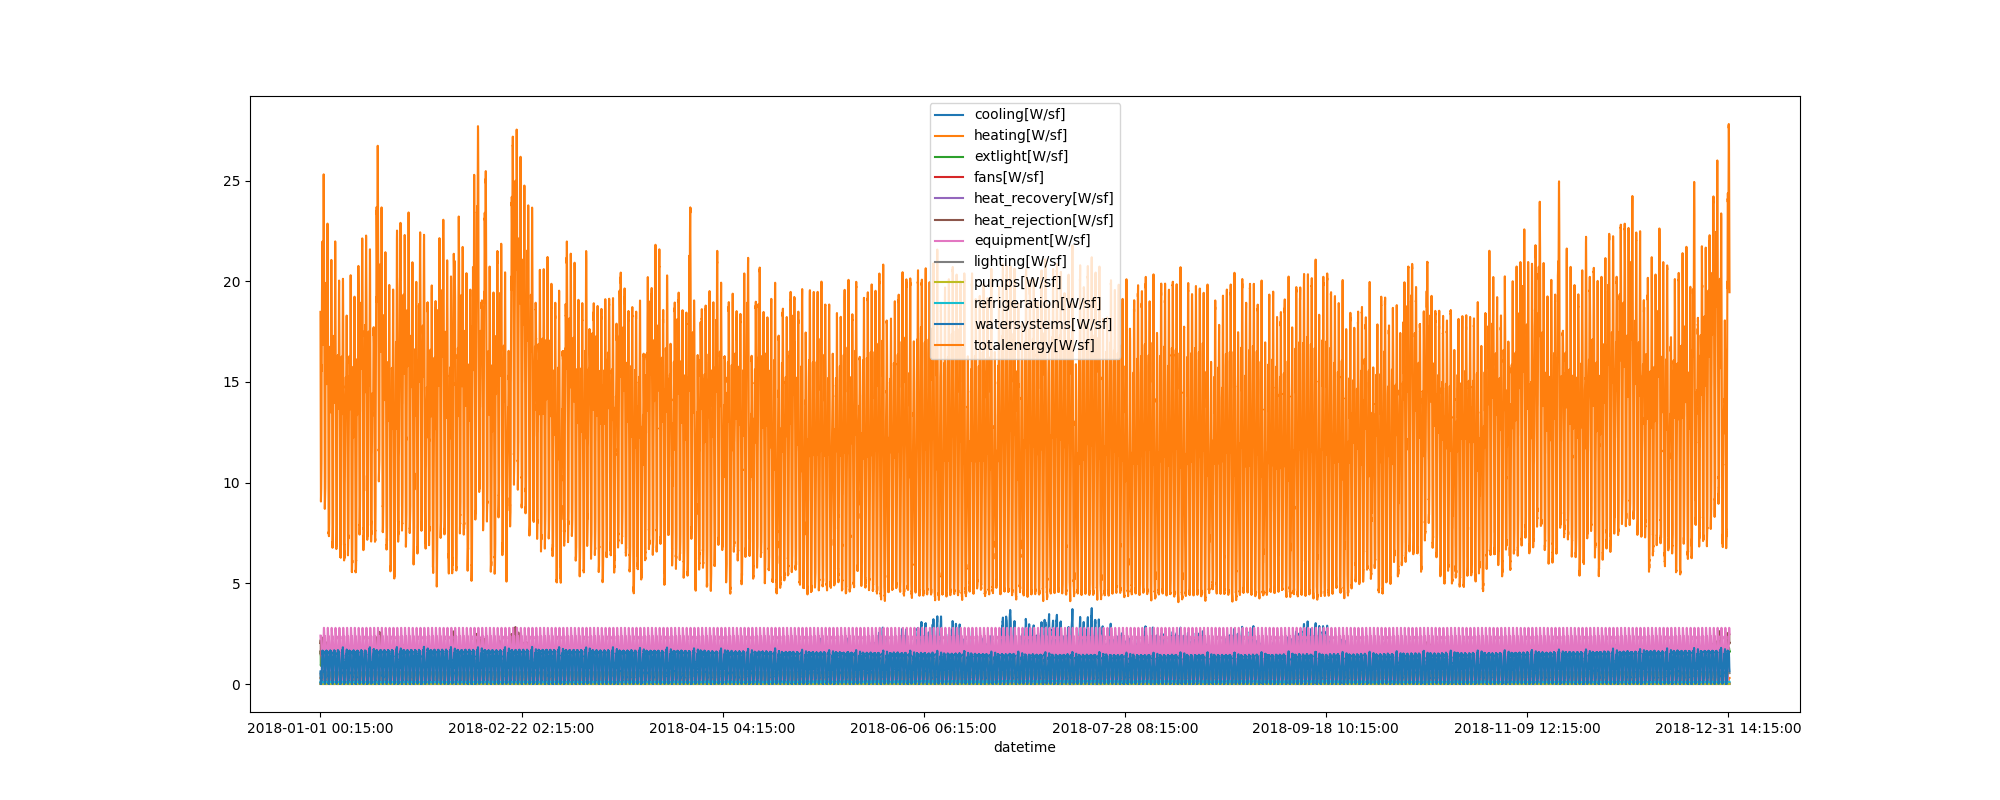 cooling[W/sf]
heating[W/sf]
extlight[W/sf]
fans[W/sf]
heat_recovery[W/sf]
heat_rejection[W/sf]
equipment[W/sf]
lighting[W/sf]
pumps[W/sf]
refrigeration[W/sf]
watersystems[W/sf]
totalenergy[W/sf]
25
20
15
10
5
0
2018-01-01 00:15:00 2018-02-22 02:15:00 2018-04-15 04:15:00 2018-06-06 06:15:00 2018-07-28 08:15:00 2018-09-18 10:15:00 2018-11-09 12:15:00 2018-12-31 14:15:00
datetime